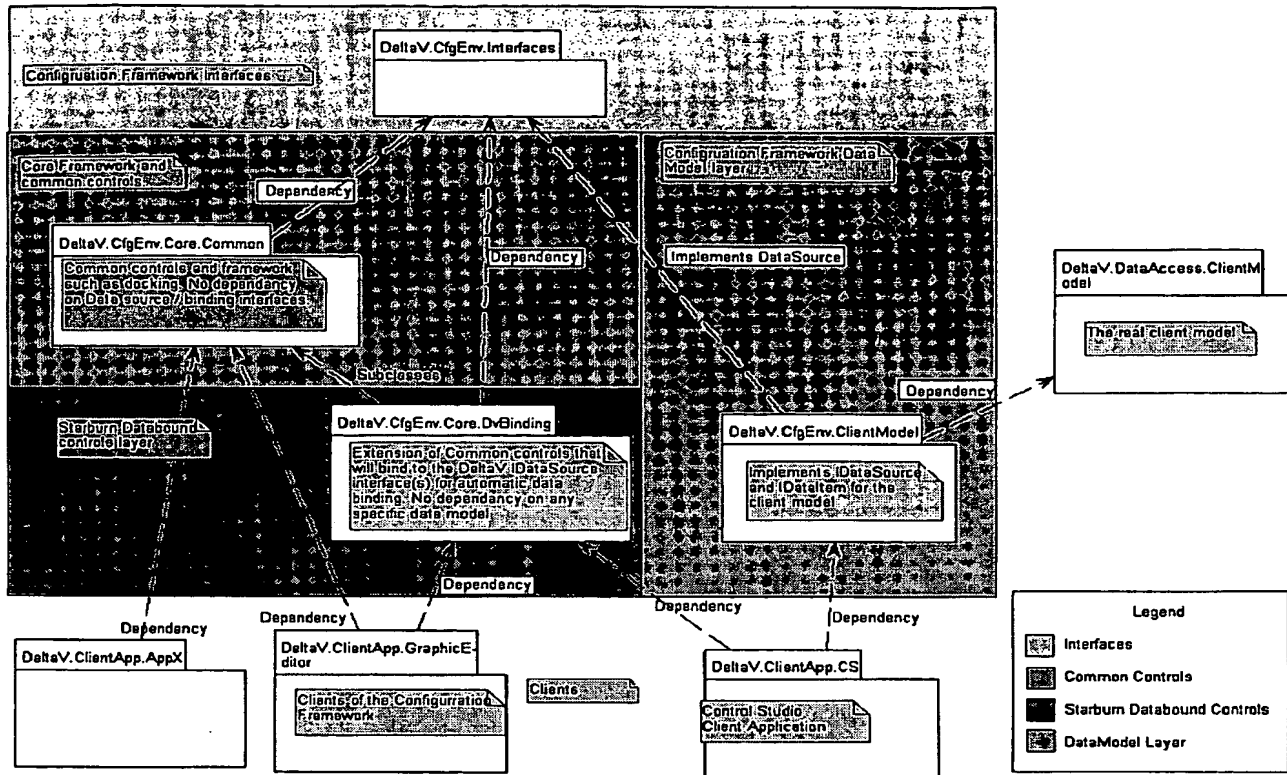 DeltaV.CfgEnv.Interfaces
Configruation Framework Interfaces
Core Framework and
common controls
Configruation Framework Data
Model layer
Dependency
DeltaV.CfgEnv.Core.Common
Common controls and framework
such as docking. No dependency
on Data source / binding interfaces
Dependency
Implements DataSource
DeltaV.DataAccess.ClientM
odel
The real client model
Subclasses
Dependency
Starburn Databound
controls layer
DeltaV.CfgEnv.Core.DvBinding
Extension of Common controls that
will bind to the DeltaV IDataSource
interface(s) for automatic data
binding. No dependancy on any
specific data model
DeltaV.CfgEnv.ClientModel
Implements IDataSource
and IDataItem for the
client model
Dependency
Dependency
Dependency
Dependency
Dependency
DeltaV.ClientApp.AppX
DeltaV.ClientApp.GraphicE-
ditor
Clients of the Configurration
Framework
Clients
DeltaV.ClientApp.CS
Control Studio
Client Application
Legend
Interfaces
Common Controls
Starburn Databound Controls
DataModel Layer